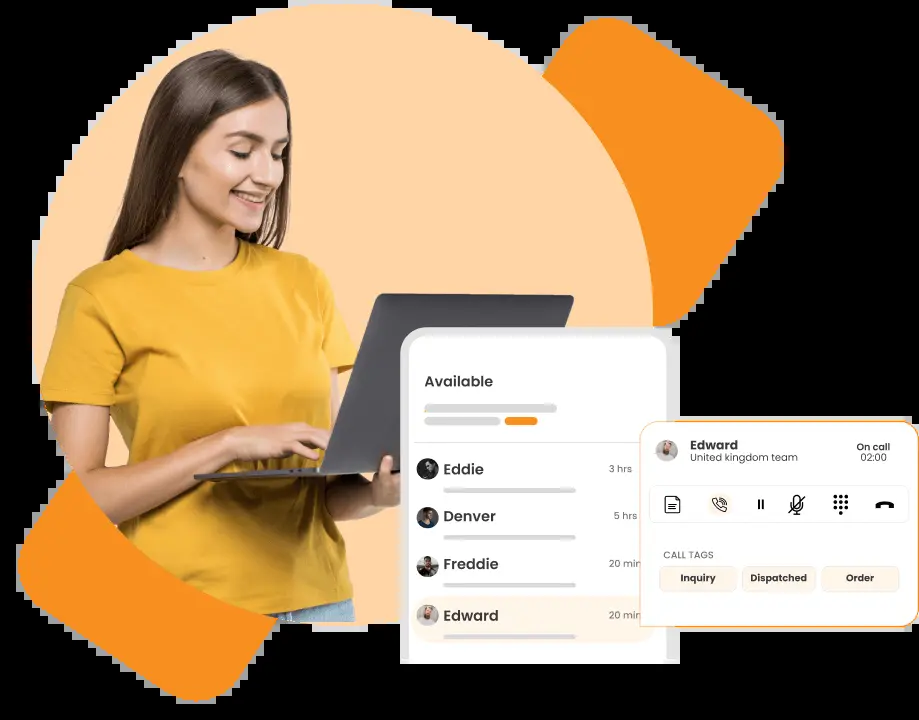 Available
Eddie 3 hrs
Denver 5 hrs
Freddie 20 min
Edward 20 min
Edward On call
United kingdom team 02:00
CALL TAGS
Inquiry Dispatched Order